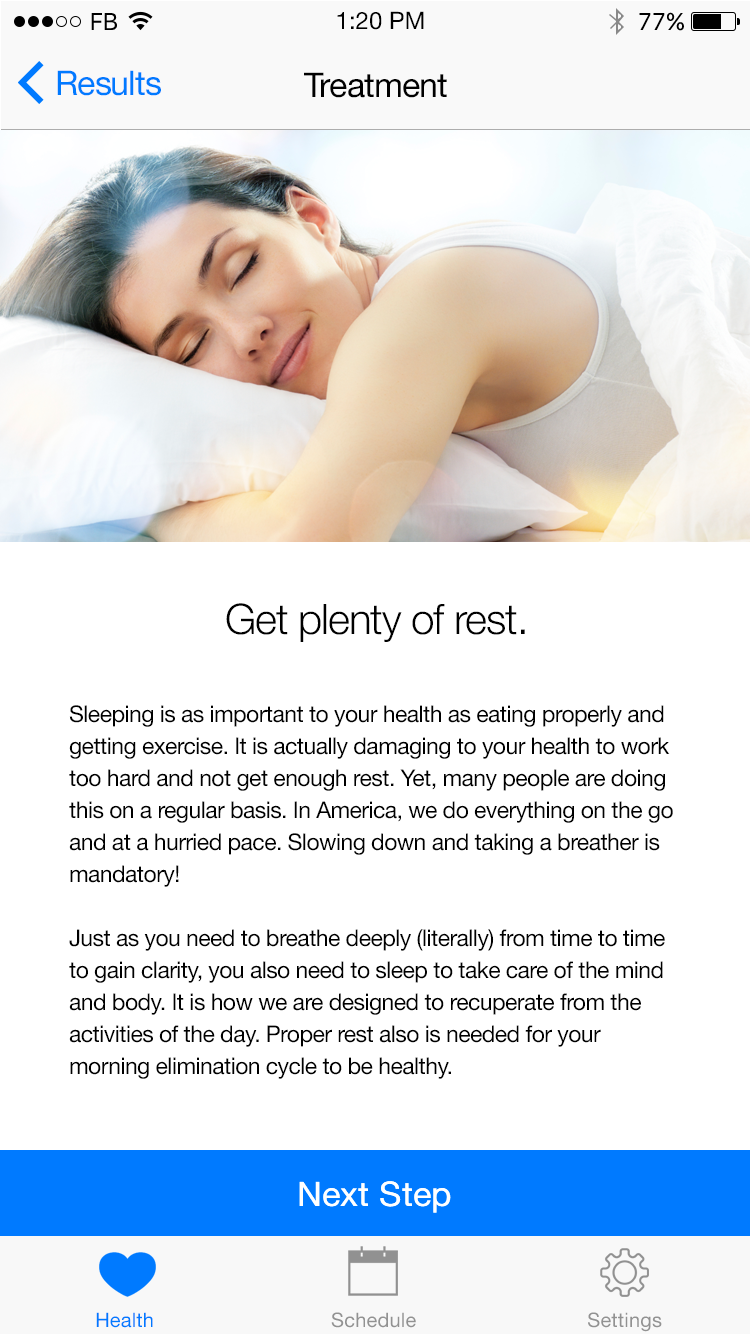 FB 1:20 PM 77%
Results Treatment
Get plenty of rest.
Sleeping is as important to your health as eating properly and
getting exercise. It is actually damaging to your health to work
too hard and not get enough rest. Yet, many people are doing
this on a regular basis. In America, we do everything on the go
and at a hurried pace. Slowing down and taking a breather is
mandatory!
Just as you need to breathe deeply (literally) from time to time
to gain clarity, you also need to sleep to take care of the mind
and body. It is how we are designed to recuperate from the
activities of the day. Proper rest also is needed for your
morning elimination cycle to be healthy.
Next Step
Health Schedule Settings